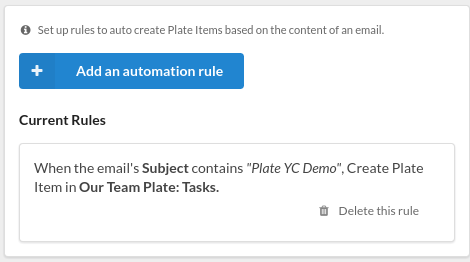 Set up rules to auto create Plate Items based on the content of an email.
Add an automation rule
Current Rules
When the email's Subject contains "Plate YC Demo", Create Plate
Item in Our Team Plate: Tasks.
Delete this rule